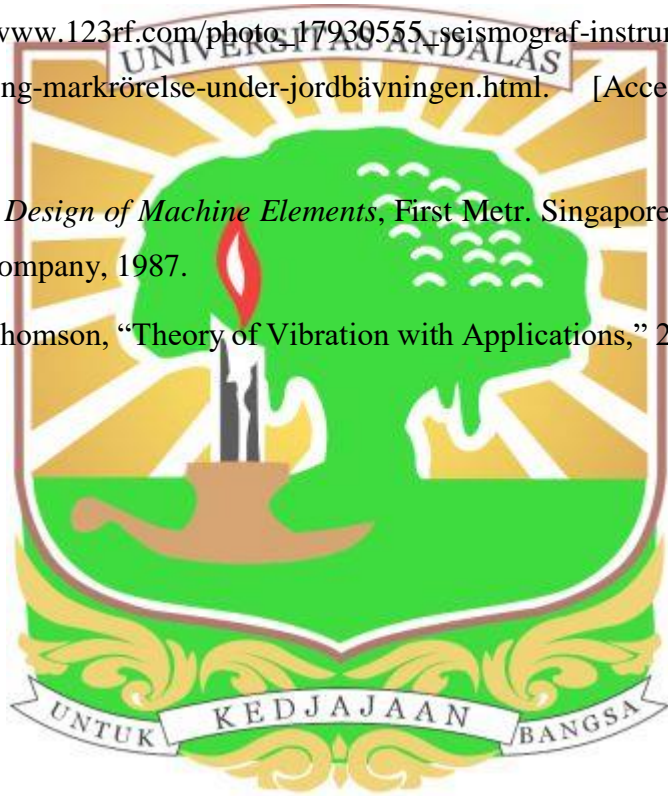 www.123rf.com/photo_17930555_seismograf-instrum
UNIVERSITAS ANDALAS
ng-markrörelse-under-jordbävningen.html. [Acce
Design of Machine Elements, First Metr. Singapore
ompany, 1987.
homson, “Theory of Vibration with Applications,” 2
UNTUK KEDJAJAAN BANGSA